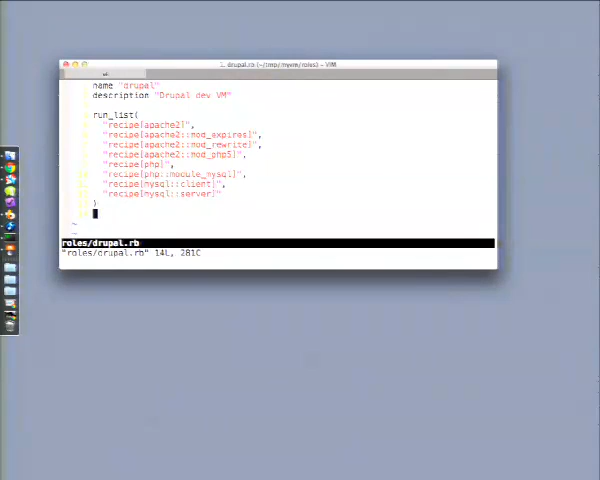 drupal.rb (~/tmp/myvm/roles) - VIM
name "drupal"
description "Drupal dev VM"
run_list(
"recipe[apache2]",
"recipe[apache2::mod_expires]",
"recipe[apache2::mod_rewrite]",
"recipe[apache2::mod_php5]",
"recipe[php]",
"recipe[php::module_mysql]",
"recipe[mysql::client]",
"recipe[mysql::server]"
)
~
~
roles/drupal.rb
"roles/drupal.rb" 14L, 281C